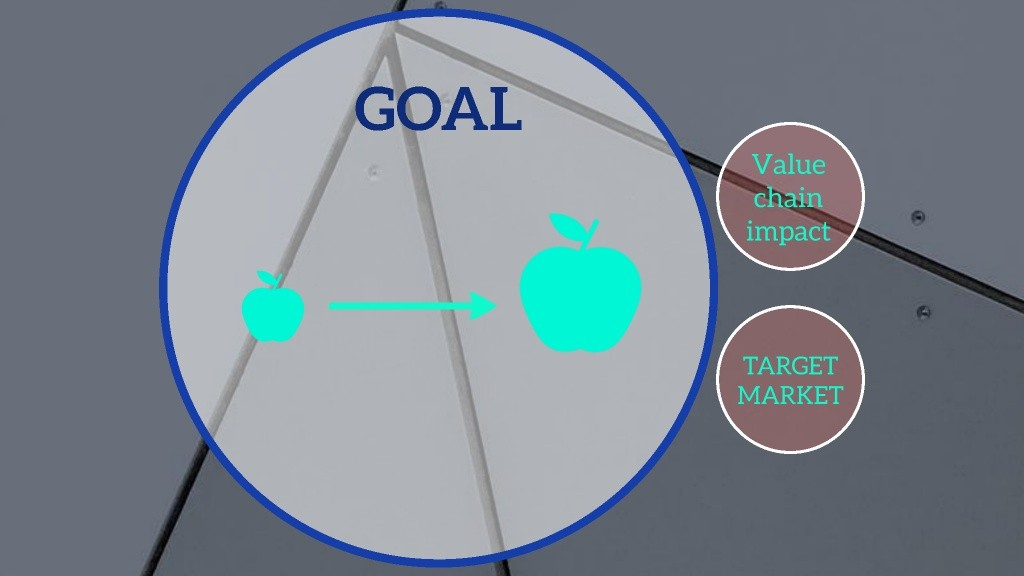 GOAL
Value
chain
impact
TARGET
MARKET